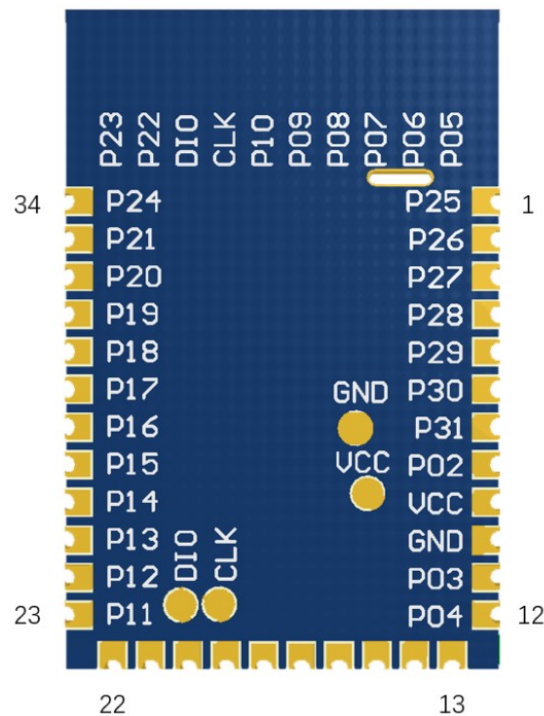 P23 P22 DIO CLK P10 P09 P08 P07 P06 P05
34 P24 P25 1
P21 P26
P20 P27
P19 P28
P18 P29
P17 GND P30
P16 P31
P15 VCC P02
P14 VCC
P13 DIO CLK GND
P12 P03
23 P11 P04 12
22 13